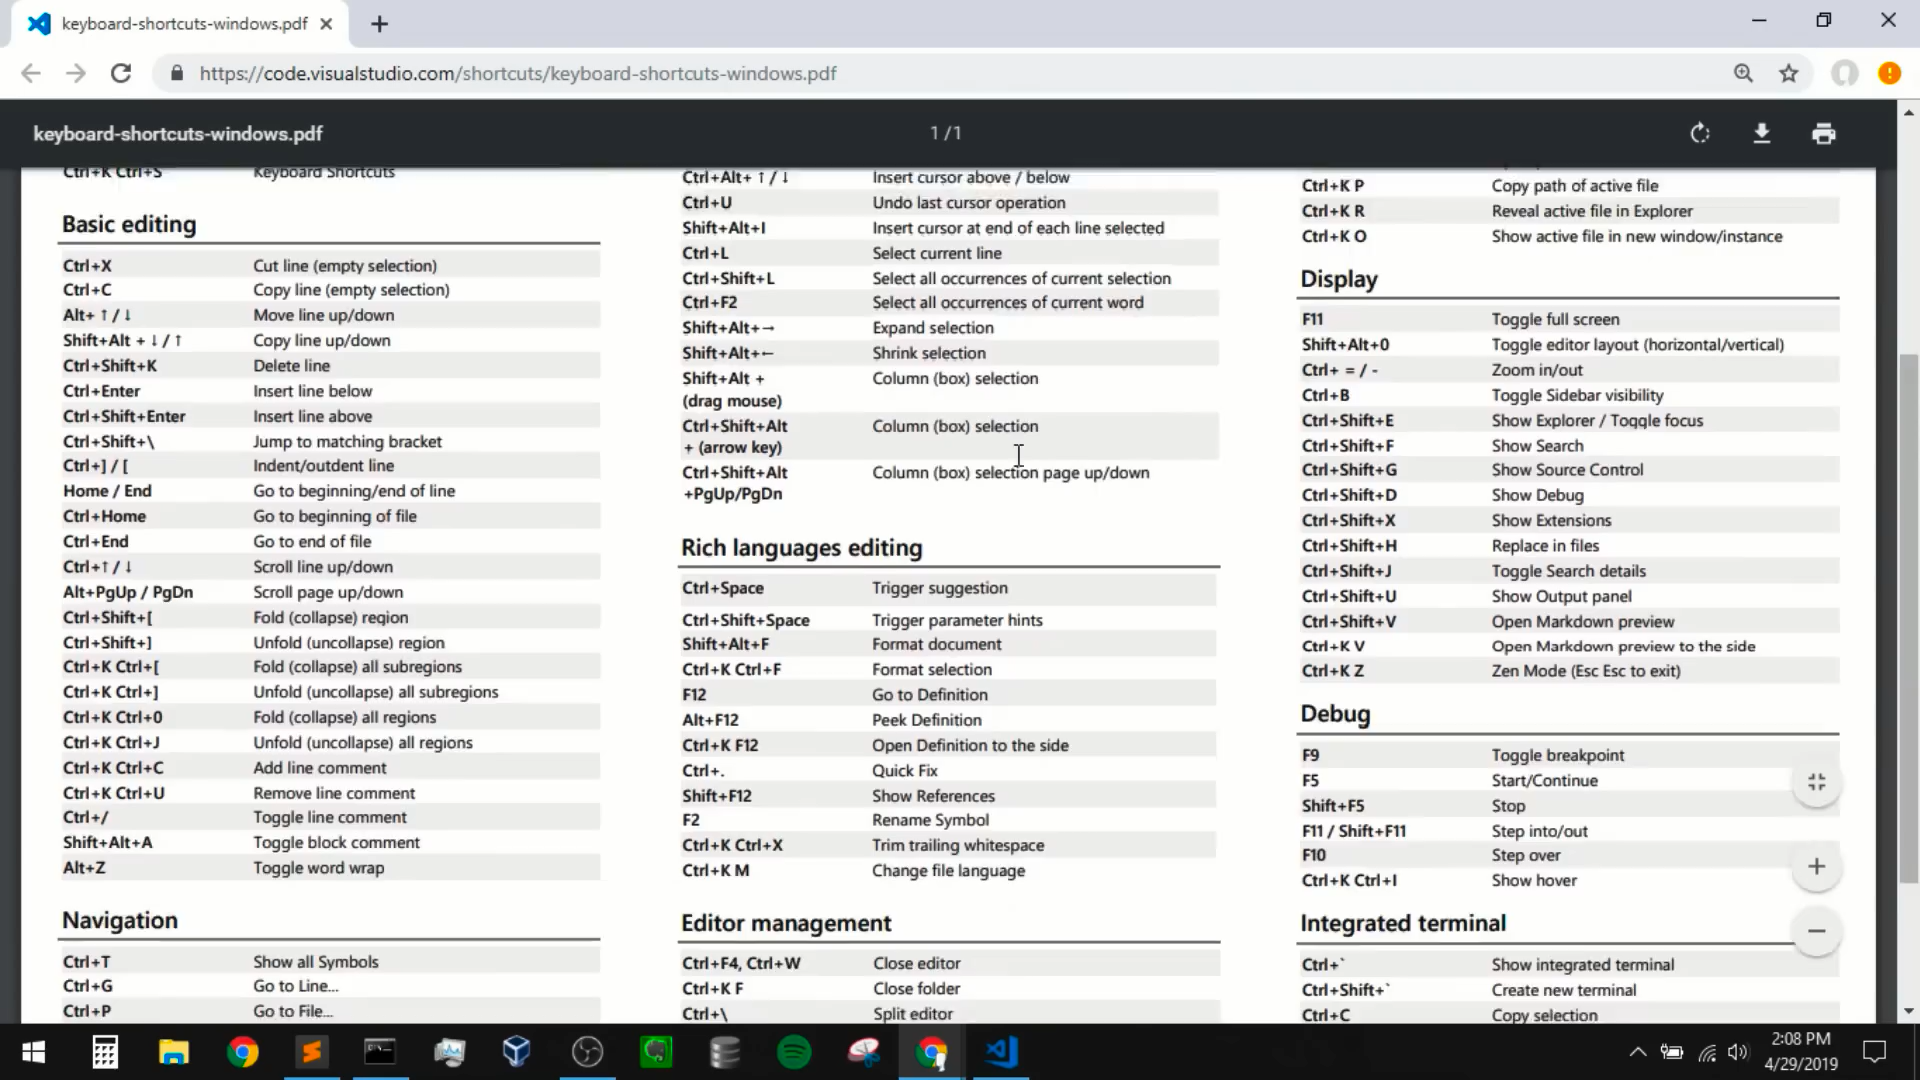 keyboard-shortcuts-windows.pdf
https://code.visualstudio.com/shortcuts/keyboard-shortcuts-windows.pdf
keyboard-shortcuts-windows.pdf
1 / 1
Ctrl+K Ctrl+S Keyboard Shortcuts
Basic editing
Ctrl+X Cut line (empty selection)
Ctrl+C Copy line (empty selection)
Alt+ ↑ / ↓ Move line up/down
Shift+Alt + ↓ / ↑ Copy line up/down
Ctrl+Shift+K Delete line
Ctrl+Enter Insert line below
Ctrl+Shift+Enter Insert line above
Ctrl+Shift+\ Jump to matching bracket
Ctrl+] / [ Indent/outdent line
Home / End Go to beginning/end of line
Ctrl+Home Go to beginning of file
Ctrl+End Go to end of file
Ctrl+↑ / ↓ Scroll line up/down
Alt+PgUp / PgDn Scroll page up/down
Ctrl+Shift+[ Fold (collapse) region
Ctrl+Shift+] Unfold (uncollapse) region
Ctrl+K Ctrl+[ Fold (collapse) all subregions
Ctrl+K Ctrl+] Unfold (uncollapse) all subregions
Ctrl+K Ctrl+0 Fold (collapse) all regions
Ctrl+K Ctrl+J Unfold (uncollapse) all regions
Ctrl+K Ctrl+C Add line comment
Ctrl+K Ctrl+U Remove line comment
Ctrl+/ Toggle line comment
Shift+Alt+A Toggle block comment
Alt+Z Toggle word wrap
Navigation
Ctrl+T Show all Symbols
Ctrl+G Go to Line...
Ctrl+P Go to File...
Ctrl+Alt+ ↑ / ↓ Insert cursor above / below
Ctrl+U Undo last cursor operation
Shift+Alt+I Insert cursor at end of each line selected
Ctrl+L Select current line
Ctrl+Shift+L Select all occurrences of current selection
Ctrl+F2 Select all occurrences of current word
Shift+Alt+→ Expand selection
Shift+Alt+← Shrink selection
Shift+Alt + Column (box) selection
(drag mouse)
Ctrl+Shift+Alt Column (box) selection
+ (arrow key)
Ctrl+Shift+Alt Column (box) selection page up/down
+PgUp/PgDn
Rich languages editing
Ctrl+Space Trigger suggestion
Ctrl+Shift+Space Trigger parameter hints
Shift+Alt+F Format document
Ctrl+K Ctrl+F Format selection
F12 Go to Definition
Alt+F12 Peek Definition
Ctrl+K F12 Open Definition to the side
Ctrl+. Quick Fix
Shift+F12 Show References
F2 Rename Symbol
Ctrl+K Ctrl+X Trim trailing whitespace
Ctrl+K M Change file language
Editor management
Ctrl+F4, Ctrl+W Close editor
Ctrl+K F Close folder
Ctrl+\ Split editor
Ctrl+K P Copy path of active file
Ctrl+K R Reveal active file in Explorer
Ctrl+K O Show active file in new window/instance
Display
F11 Toggle full screen
Shift+Alt+0 Toggle editor layout (horizontal/vertical)
Ctrl+ = / - Zoom in/out
Ctrl+B Toggle Sidebar visibility
Ctrl+Shift+E Show Explorer / Toggle focus
Ctrl+Shift+F Show Search
Ctrl+Shift+G Show Source Control
Ctrl+Shift+D Show Debug
Ctrl+Shift+X Show Extensions
Ctrl+Shift+H Replace in files
Ctrl+Shift+J Toggle Search details
Ctrl+Shift+U Show Output panel
Ctrl+Shift+V Open Markdown preview
Ctrl+K V Open Markdown preview to the side
Ctrl+K Z Zen Mode (Esc Esc to exit)
Debug
F9 Toggle breakpoint
F5 Start/Continue
Shift+F5 Stop
F11 / Shift+F11 Step into/out
F10 Step over
Ctrl+K Ctrl+I Show hover
Integrated terminal
Ctrl+` Show integrated terminal
Ctrl+Shift+` Create new terminal
Ctrl+C Copy selection
2:08 PM
4/29/2019